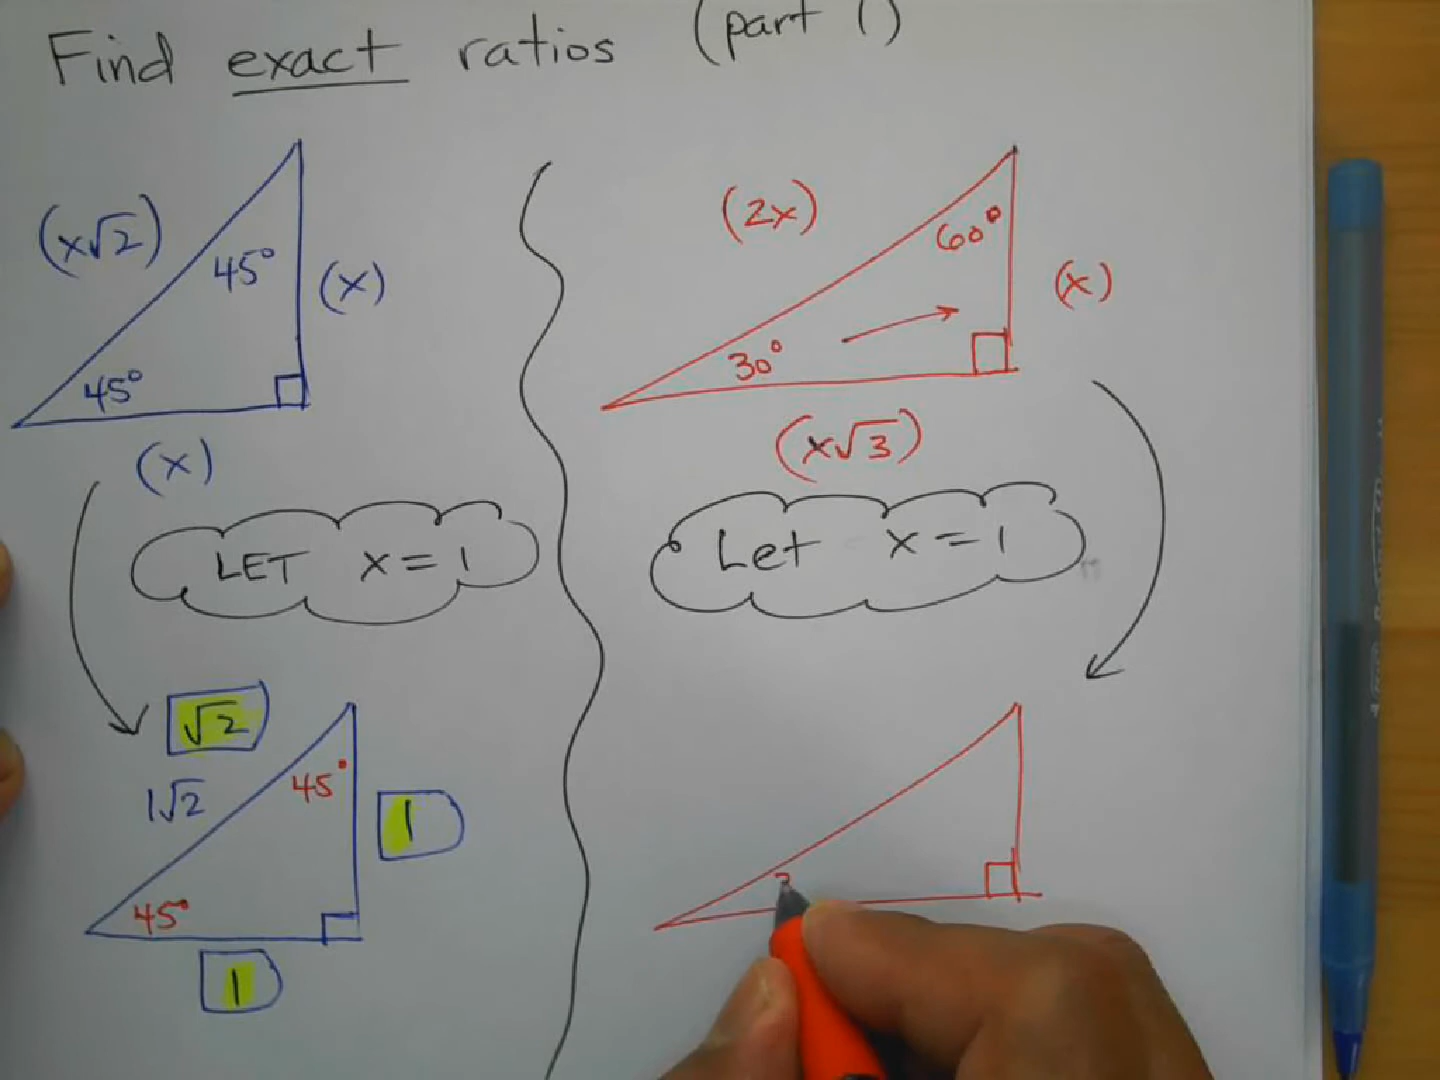 Find exact ratios (part 1)
(x√2)
45°
(x)
45°
(x)
LET x=1
√2
1√2
45°
1
45°
1
(2x)
60°
(x)
30°
(x√3)
Let x=1